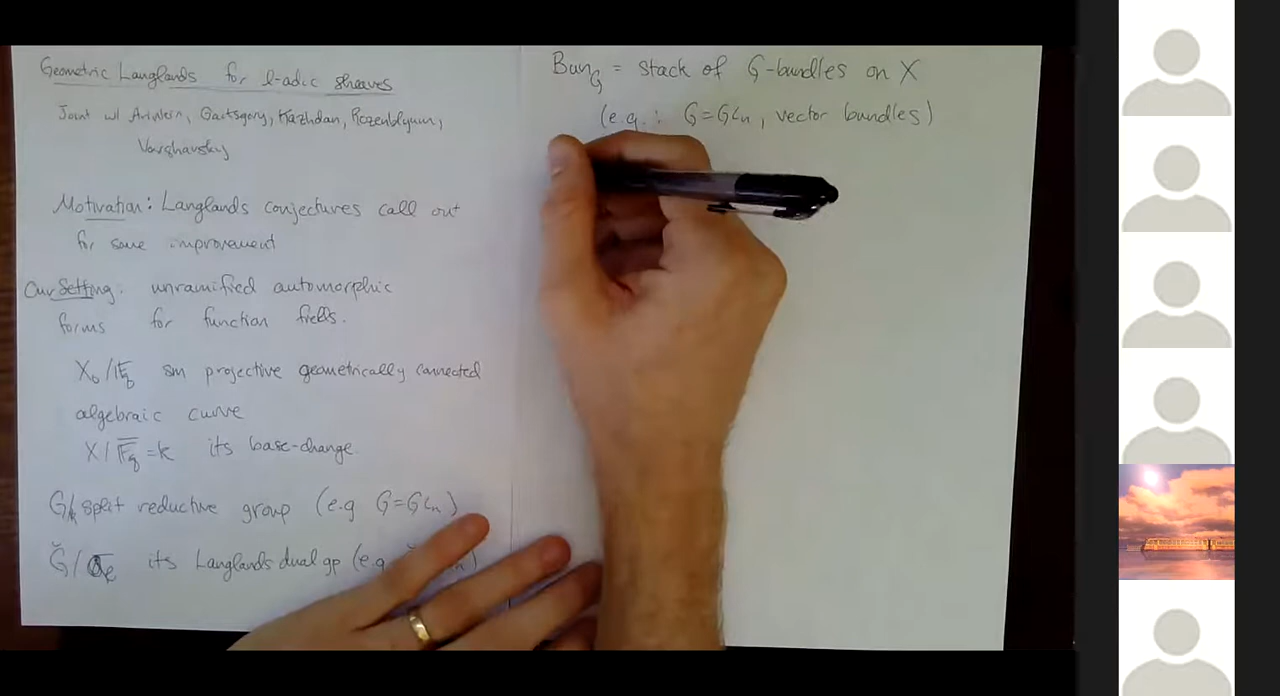 Geometric Langlands for l-adic sheaves
Joint w/ Arinkin, Gaitsgory, Kazhdan, Rozenblyum,
Varshavsky
Motivation: Langlands conjectures call out
for some improvement
Our Setting: unramified automorphic
forms for function fields.
X₀/𝔽_q sm projective geometrically connected
algebraic curve
X/𝔽̄_q = k its base-change.
G/k split reductive group (e.g G=GLn)
Ǧ/ its Langlands dual gp (e.g.
Bun_G = stack of G-bundles on X
(e.g.: G=GLn, vector bundles)